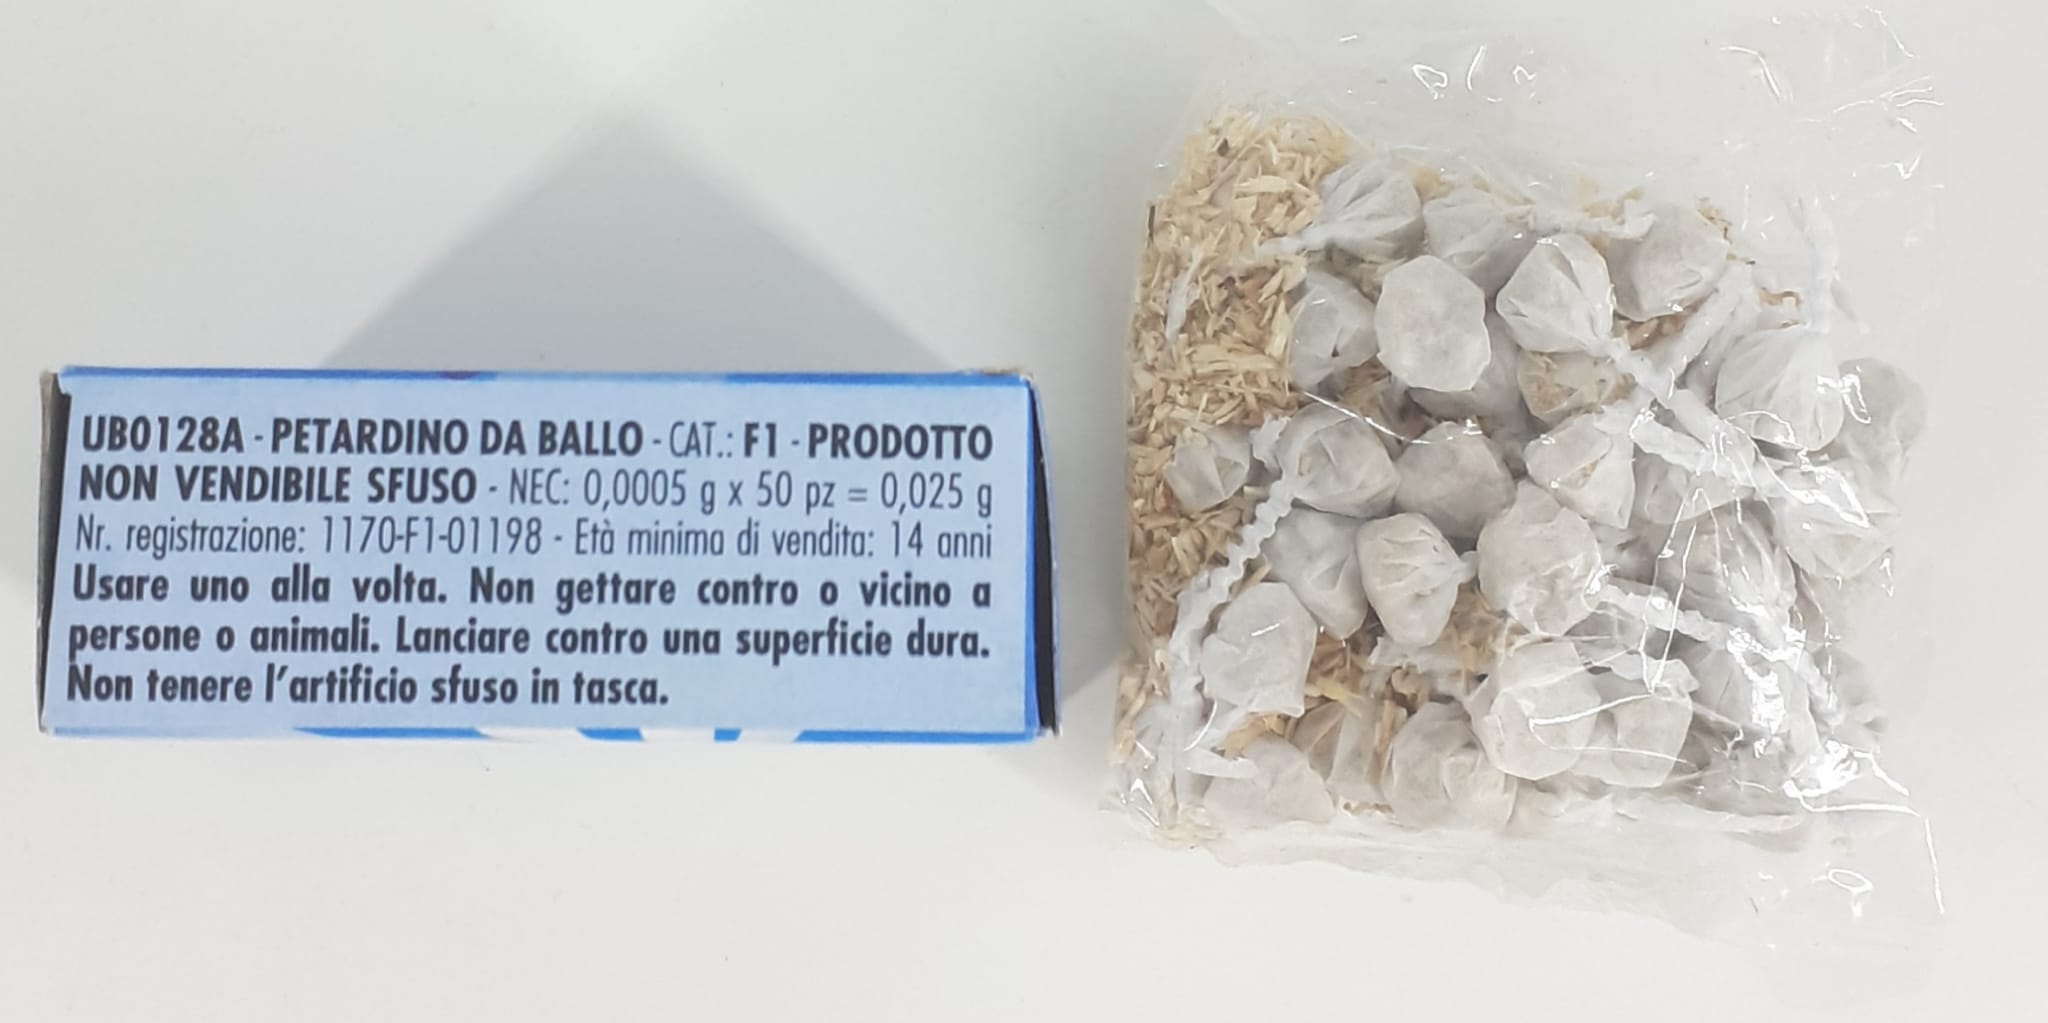 UB0128A - PETARDINO DA BALLO - CAT.: F1 - PRODOTTO
NON VENDIBILE SFUSO - NEC: 0,0005 g x 50 pz = 0,025 g
Nr. registrazione: 1170-F1-01198 - Età minima di vendita: 14 anni
Usare uno alla volta. Non gettare contro o vicino a
persone o animali. Lanciare contro una superficie dura.
Non tenere l'artificio sfuso in tasca.